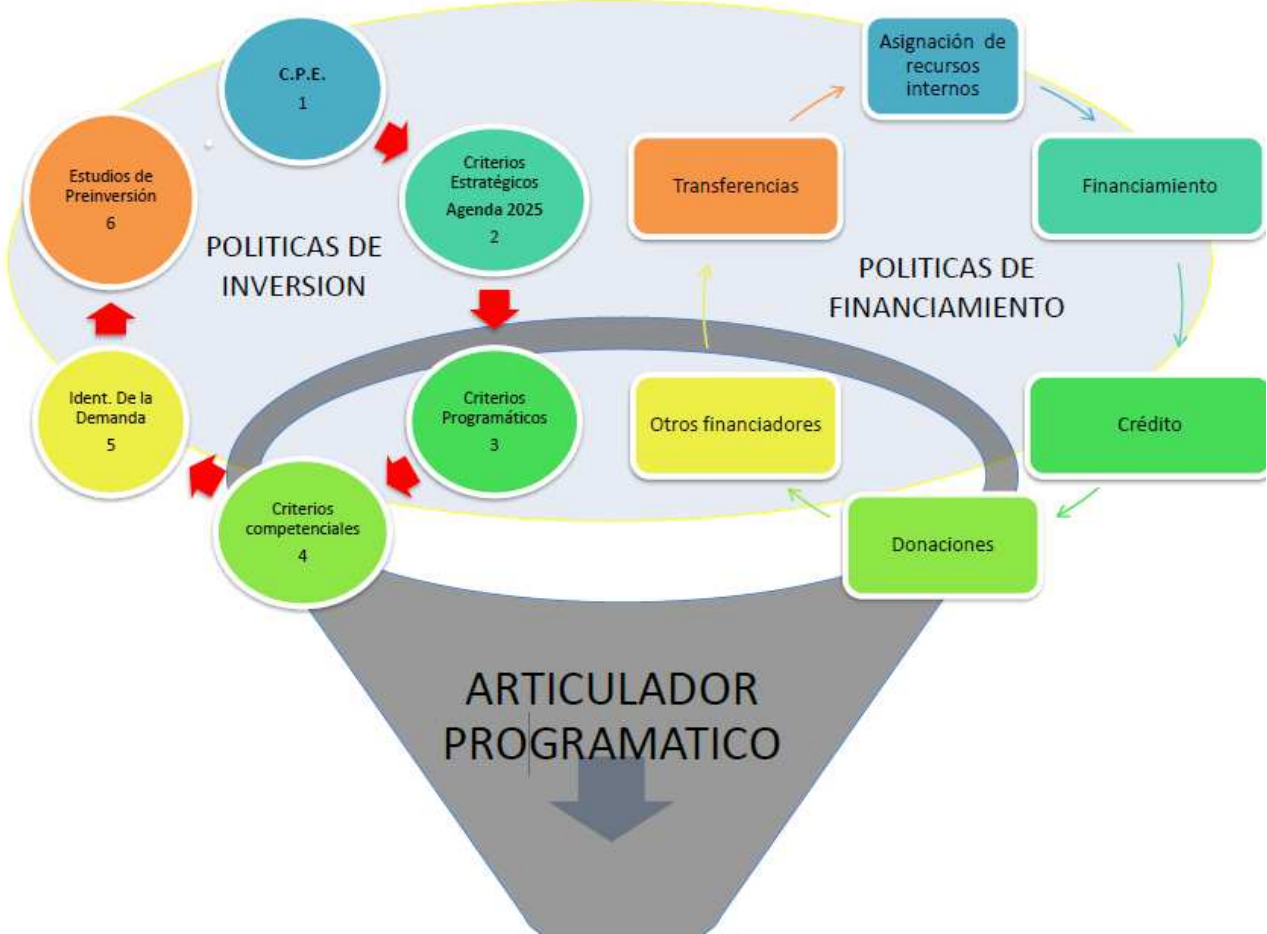 C.P.E.
1
Criterios
Estratégicos
Agenda 2025
2
Criterios
Programáticos
3
Criterios
competenciales
4
Ident. De la
Demanda
5
Estudios de
Preinversión
6
POLITICAS DE
INVERSION
Asignación de
recursos
internos
Financiamiento
Crédito
Donaciones
Otros financiadores
Transferencias
POLITICAS DE
FINANCIAMIENTO
ARTICULADOR
PROGRAMATICO